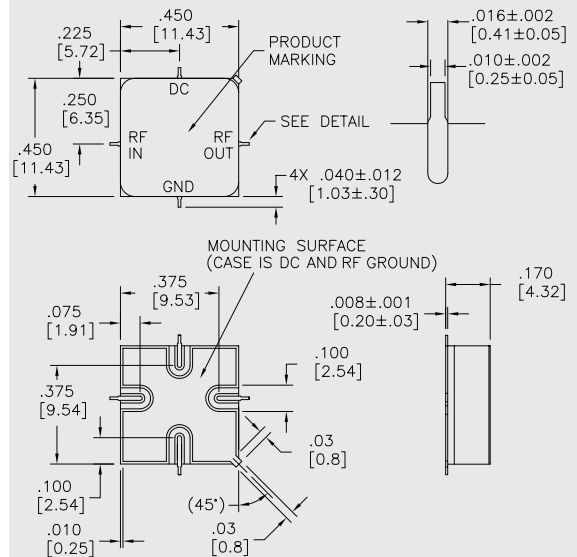 .450
[11.43]
.225
[5.72]
PRODUCT
MARKING
.016±.002
[0.41±0.05]
.010±.002
[0.25±0.05]
DC
.250
[6.35]
RF
IN
RF
OUT
SEE DETAIL
.450
[11.43]
GND
4X .040±.012
[1.03±.30]
MOUNTING SURFACE
(CASE IS DC AND RF GROUND)
.375
[9.53]
.170
[4.32]
.075
[1.91]
.008±.001
[0.20±.03]
.100
[2.54]
.375
[9.54]
.03
[0.8]
.100
[2.54]
(45°)
.03
[0.8]
.010
[0.25]